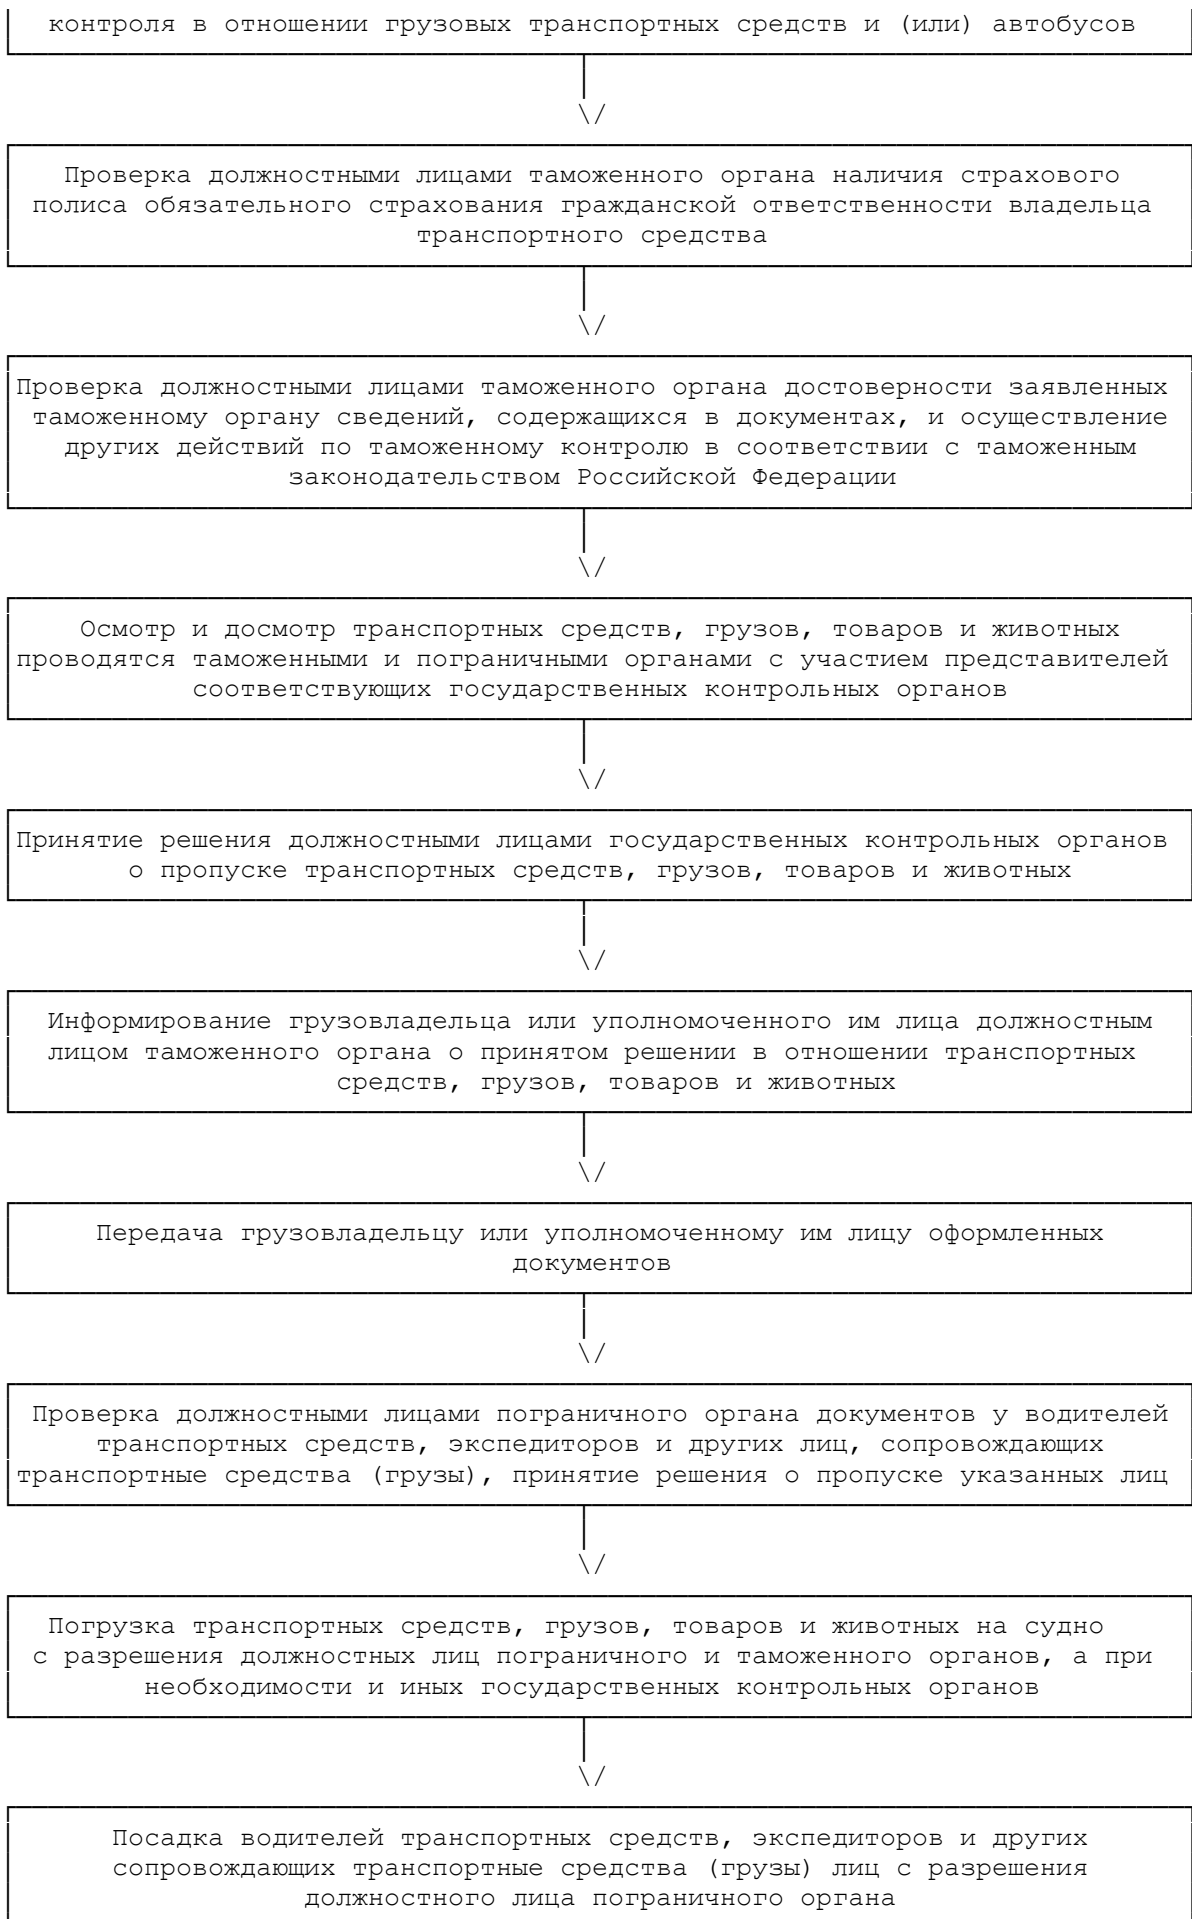 контроля в отношении грузовых транспортных средств и (или) автобусов
\/
Проверка должностными лицами таможенного органа наличия страхового
полиса обязательного страхования гражданской ответственности владельца
транспортного средства
\/
Проверка должностными лицами таможенного органа достоверности заявленных
таможенному органу сведений, содержащихся в документах, и осуществление
других действий по таможенному контролю в соответствии с таможенным
законодательством Российской Федерации
\/
Осмотр и досмотр транспортных средств, грузов, товаров и животных
проводятся таможенными и пограничными органами с участием представителей
соответствующих государственных контрольных органов
\/
Принятие решения должностными лицами государственных контрольных органов
о пропуске транспортных средств, грузов, товаров и животных
\/
Информирование грузовладельца или уполномоченного им лица должностным
лицом таможенного органа о принятом решении в отношении транспортных
средств, грузов, товаров и животных
\/
Передача грузовладельцу или уполномоченному им лицу оформленных
документов
\/
Проверка должностными лицами пограничного органа документов у водителей
транспортных средств, экспедиторов и других лиц, сопровождающих
транспортные средства (грузы), принятие решения о пропуске указанных лиц
\/
Погрузка транспортных средств, грузов, товаров и животных на судно
с разрешения должностных лиц пограничного и таможенного органов, а при
необходимости и иных государственных контрольных органов
\/
Посадка водителей транспортных средств, экспедиторов и других
сопровождающих транспортные средства (грузы) лиц с разрешения
должностного лица пограничного органа